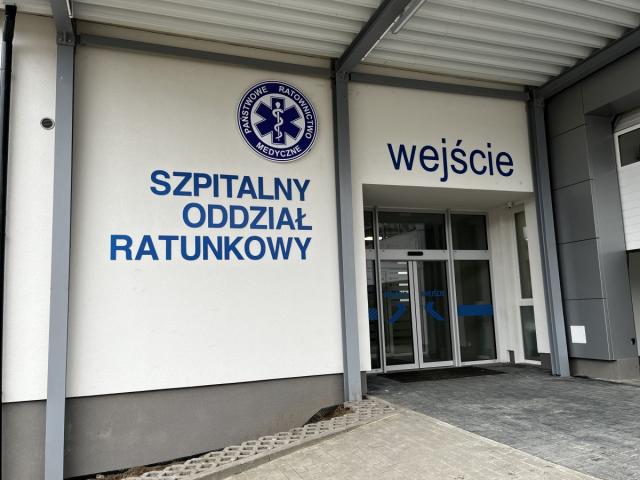 PAŃSTWOWE RATOWNICTWO
MEDYCZNE
SZPITALNY
ODDZIAŁ
RATUNKOWY
wejście